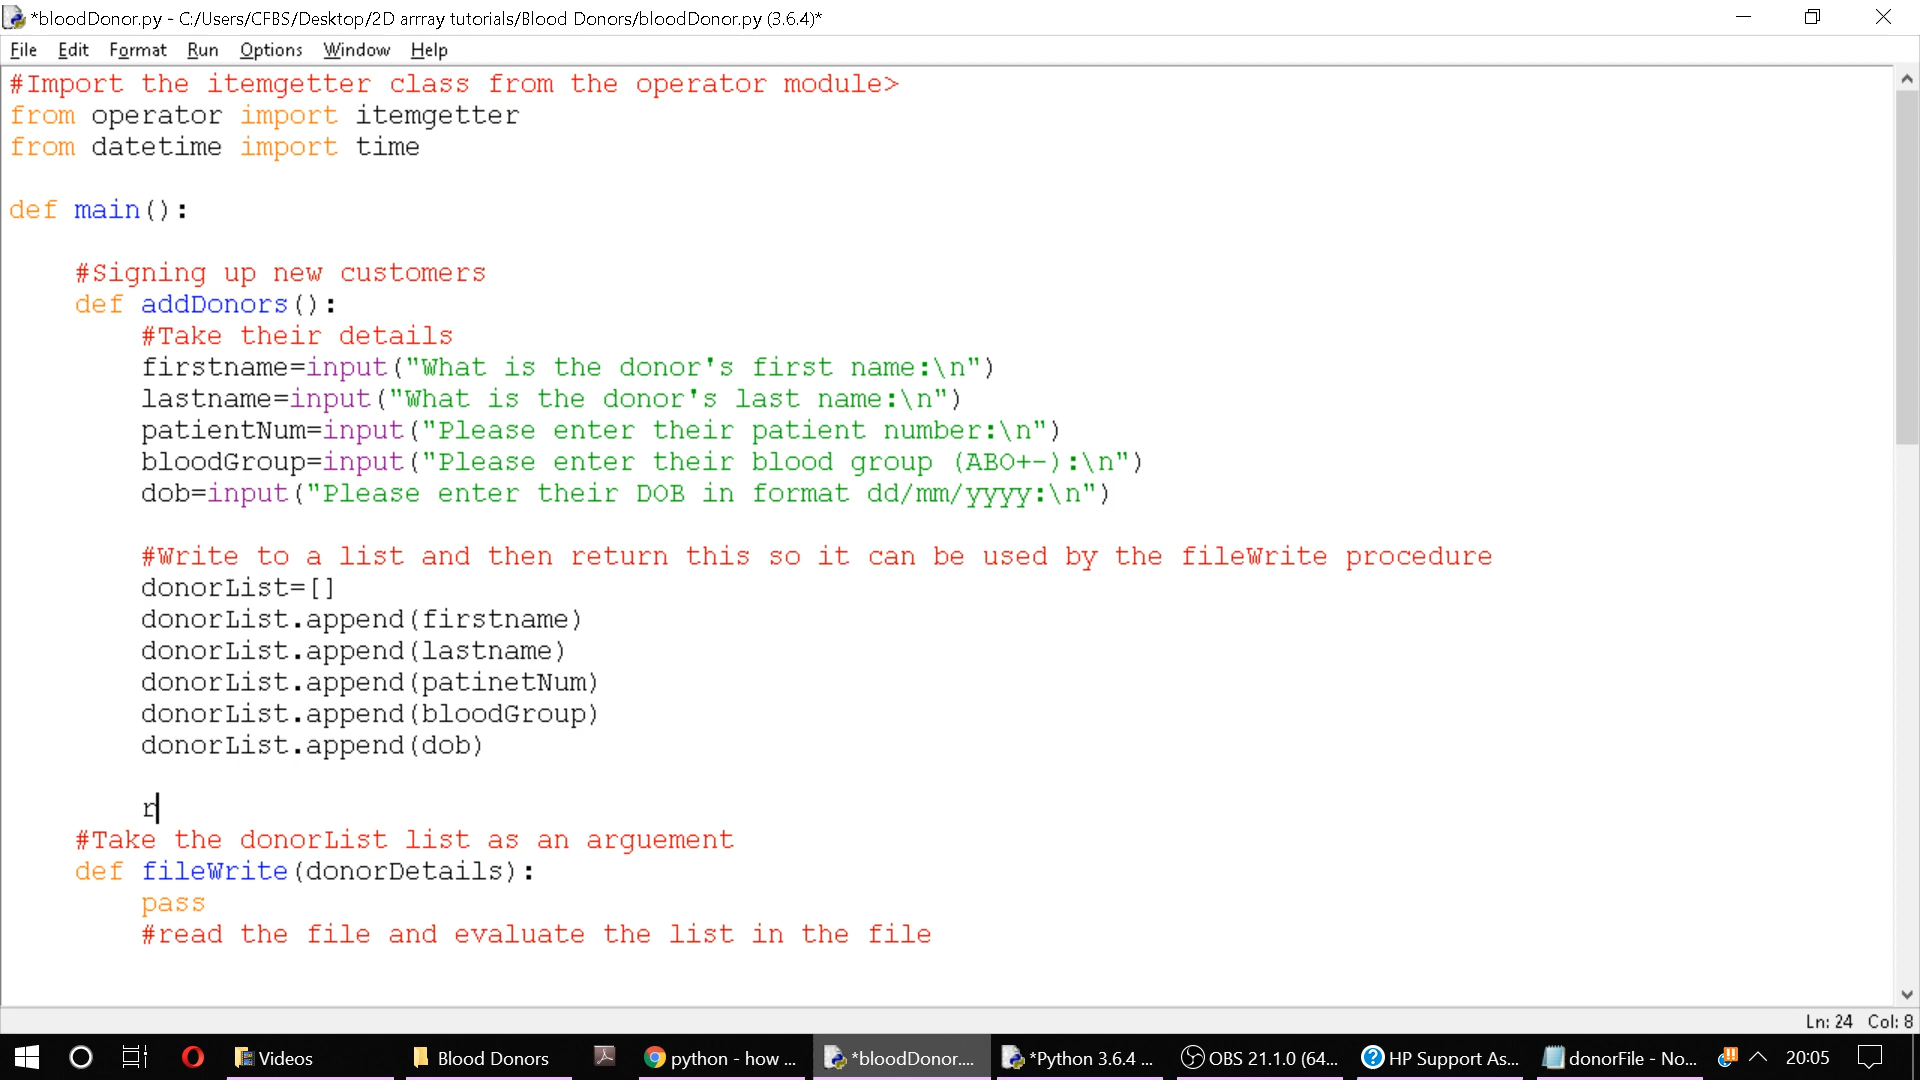 *bloodDonor.py - C:/Users/CFBS/Desktop/2D arrray tutorials/Blood Donors/bloodDonor.py (3.6.4)*
File Edit Format Run Options Window Help
#Import the itemgetter class from the operator module>
from operator import itemgetter
from datetime import time
def main():
#Signing up new customers
def addDonors():
#Take their details
firstname=input("What is the donor's first name:\n")
lastname=input("What is the donor's last name:\n")
patientNum=input("Please enter their patient number:\n")
bloodGroup=input("Please enter their blood group (ABO+-):\n")
dob=input("Please enter their DOB in format dd/mm/yyyy:\n")
#Write to a list and then return this so it can be used by the fileWrite procedure
donorList=[]
donorList.append(firstname)
donorList.append(lastname)
donorList.append(patinetNum)
donorList.append(bloodGroup)
donorList.append(dob)
r
#Take the donorList list as an arguement
def fileWrite(donorDetails):
pass
#read the file and evaluate the list in the file
Ln: 24 Col: 8
Videos Blood Donors python - how ... *bloodDonor.... *Python 3.6.4 ... OBS 21.1.0 (64... HP Support As... donorFile - No... 20:05